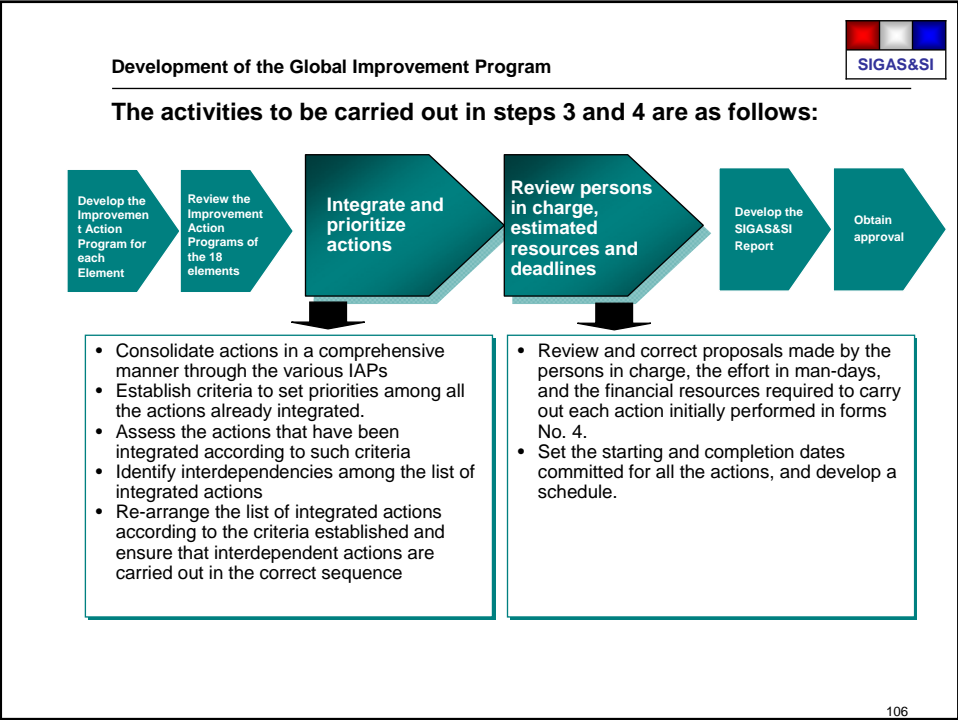 SIGAS&SI
Development of the Global Improvement Program
The activities to be carried out in steps 3 and 4 are as follows:
Develop the
Improvemen
t Action
Program for
each
Element
Review the
Improvement
Action
Programs of
the 18
elements
Integrate and
prioritize
actions
Review persons
in charge,
estimated
resources and
deadlines
Develop the
SIGAS&SI
Report
Obtain
approval
• Consolidate actions in a comprehensive
manner through the various IAPs
• Establish criteria to set priorities among all
the actions already integrated.
• Assess the actions that have been
integrated according to such criteria
• Identify interdependencies among the list of
integrated actions
• Re-arrange the list of integrated actions
according to the criteria established and
ensure that interdependent actions are
carried out in the correct sequence
• Review and correct proposals made by the
persons in charge, the effort in man-days,
and the financial resources required to carry
out each action initially performed in forms
No. 4.
• Set the starting and completion dates
committed for all the actions, and develop a
schedule.
106